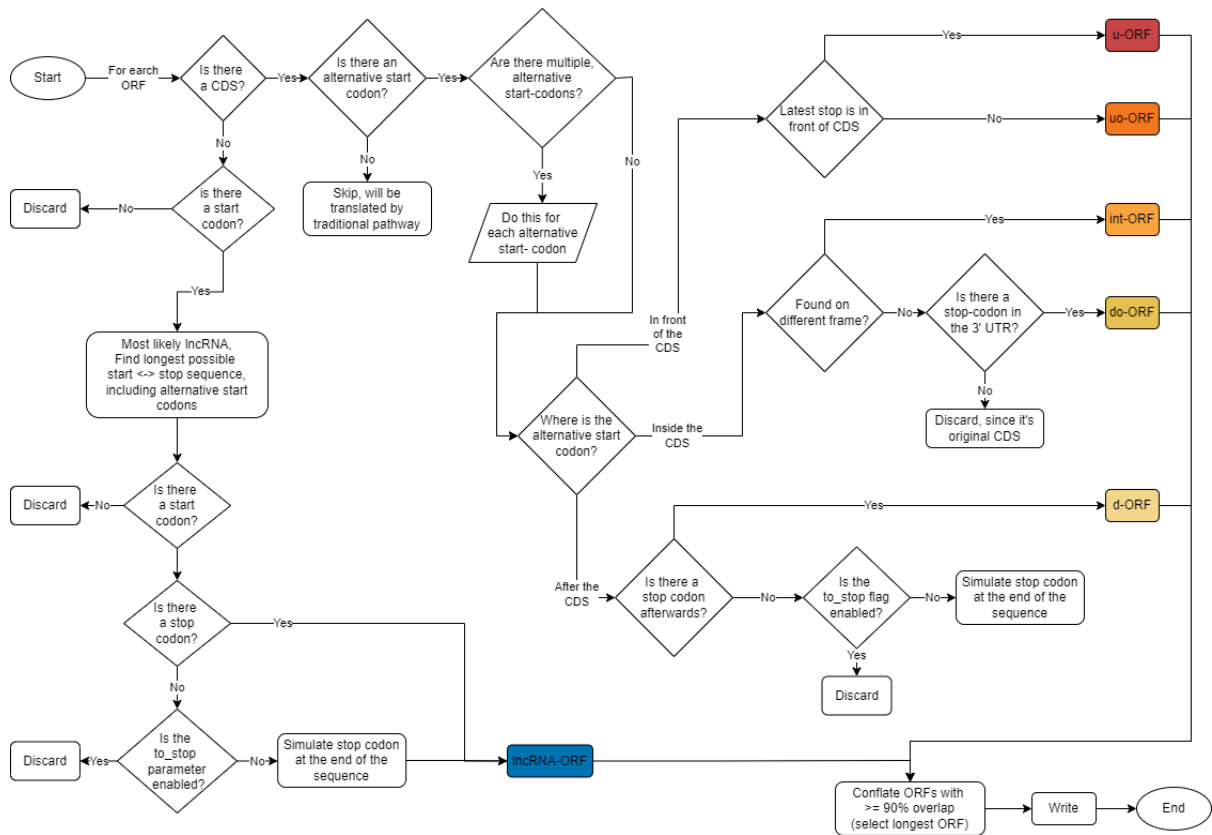 Start
For earch
ORF
Is there
a CDS?
Yes
Is there an
alternative start
codon?
Yes
Are there multiple,
alternative
start-codons?
No
No
No
Yes
Skip, will be
translated by
traditional pathway
Do this for
each alternative
start- codon
is there
a start
codon?
No
Discard
Yes
Most likely lncRNA,
Find longest possible
start <-> stop sequence,
including alternative start
codons
Is there
a start
codon?
No
Discard
Is there
a stop
codon?
Yes
No
Is the
to_stop
parameter
enabled?
Yes
Discard
No
Simulate stop codon
at the end of the
sequence
lncRNA-ORF
Where is the
alternative start
codon?
In front
of the
CDS
Latest stop is in
front of CDS
Yes
u-ORF
No
uo-ORF
Inside the
CDS
Found on
different frame?
Yes
int-ORF
No
Is there a
stop-codon in
the 3' UTR?
Yes
do-ORF
No
Discard, since it's
original CDS
After the
CDS
Is there a
stop codon
afterwards?
Yes
d-ORF
No
Is the
to_stop flag
enabled?
No
Simulate stop codon
at the end of the
sequence
Yes
Discard
Conflate ORFs with
>= 90% overlap
(select longest ORF)
Write
End